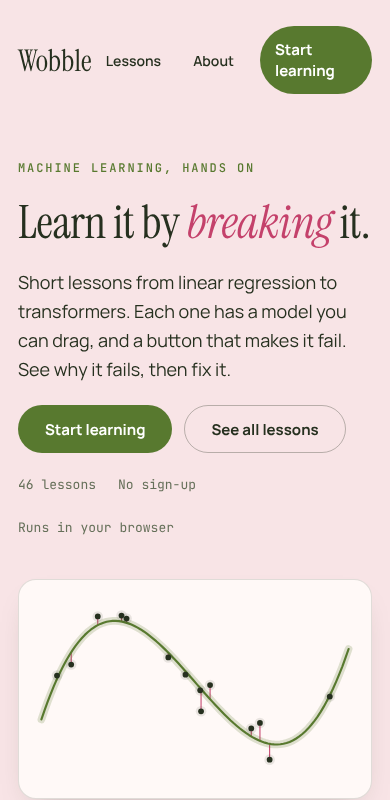 Wobble
Lessons
About
Start
learning
MACHINE LEARNING, HANDS ON
Learn it by breaking it.
Short lessons from linear regression to
transformers. Each one has a model you
can drag, and a button that makes it fail.
See why it fails, then fix it.
Start learning
See all lessons
46 lessons
No sign-up
Runs in your browser